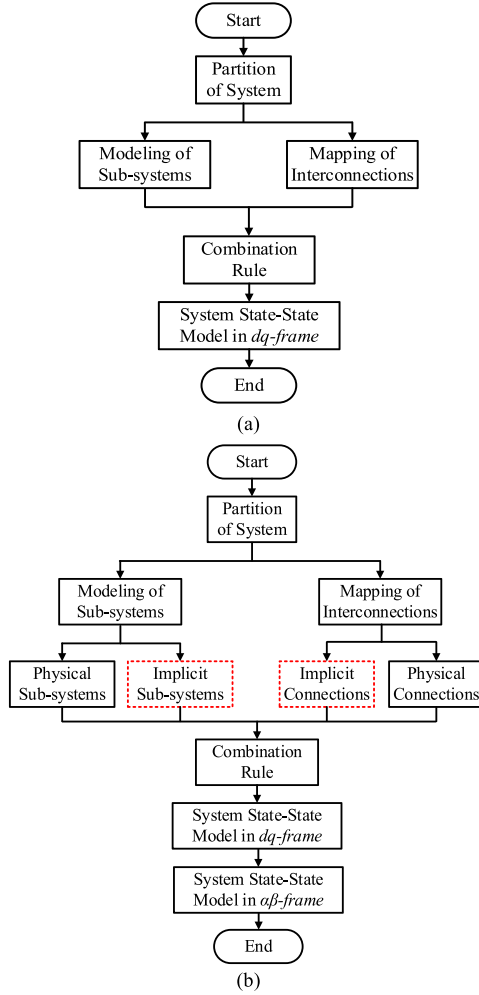 Start
Partition
of System
Modeling of
Sub-systems
Mapping of
Interconnections
Combination
Rule
System State-State
Model in dq-frame
End
(a)
Start
Partition
of System
Modeling of
Sub-systems
Mapping of
Interconnections
Physical
Sub-systems
Implicit
Sub-systems
Implicit
Connections
Physical
Connections
Combination
Rule
System State-State
Model in dq-frame
System State-State
Model in αβ-frame
End
(b)